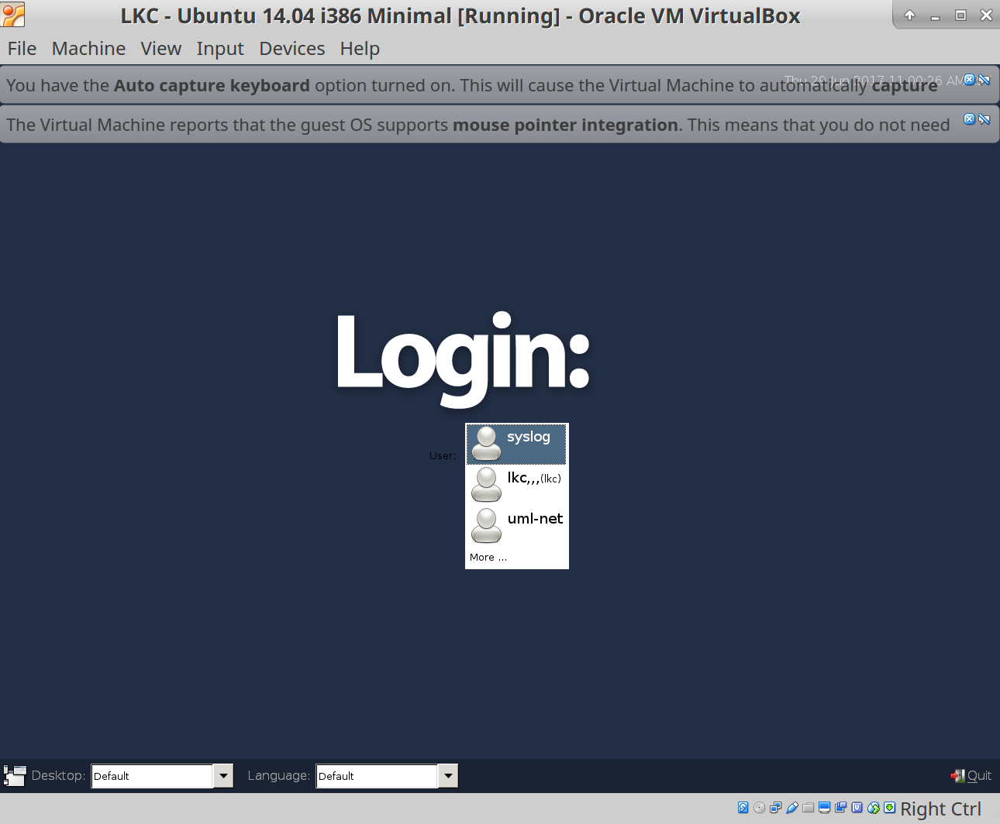 LKC - Ubuntu 14.04 i386 Minimal [Running] - Oracle VM VirtualBox
File Machine View Input Devices Help
Thu 29 Jun 2017 11:00:26 AM
You have the Auto capture keyboard option turned on. This will cause the Virtual Machine to automatically capture
The Virtual Machine reports that the guest OS supports mouse pointer integration. This means that you do not need
Login:
User:
syslog
lkc,,,(lkc)
uml-net
More ...
Desktop: Default Language: Default Quit
Right Ctrl